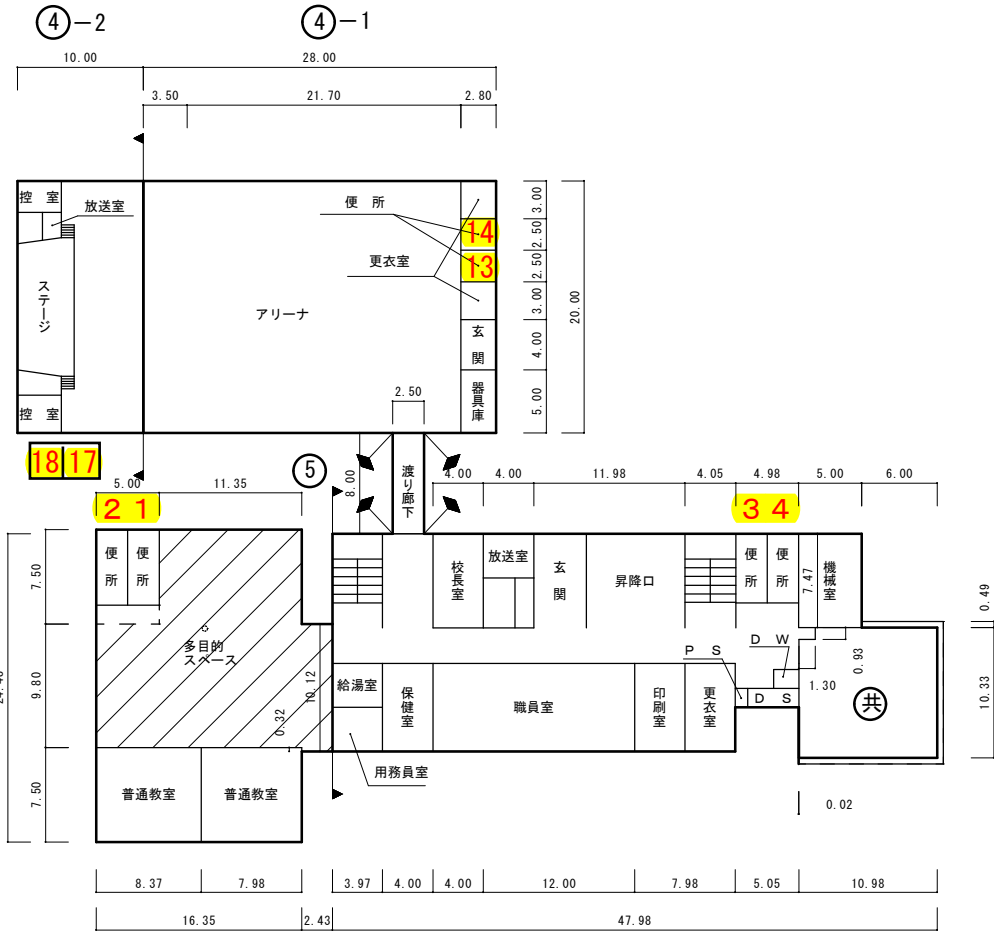 ④-2
④-1
10.00
28.00
3.50
21.70
2.80
控 室
放送室
ステージ
控 室
アリーナ
便 所
更衣室
14
13
玄関
器具庫
3.00
2.50
2.50
3.00
4.00
5.00
20.00
2.50
18
17
⑤
8.00
渡り廊下
5.00
11.35
4.00
4.00
11.98
4.05
4.98
5.00
6.00
2
1
3
4
便所
便所
校長室
放送室
玄関
昇降口
便所
便所
7.47
機械室
0.49
7.50
9.80
7.50
多目的
スペース
10.12
0.32
給湯室
保健室
職員室
印刷室
更衣室
P S
D W
D S
1.30
0.93
共
10.33
用務員室
普通教室
普通教室
0.02
8.37
7.98
3.97
4.00
4.00
12.00
7.98
5.05
10.98
16.35
2.43
47.98